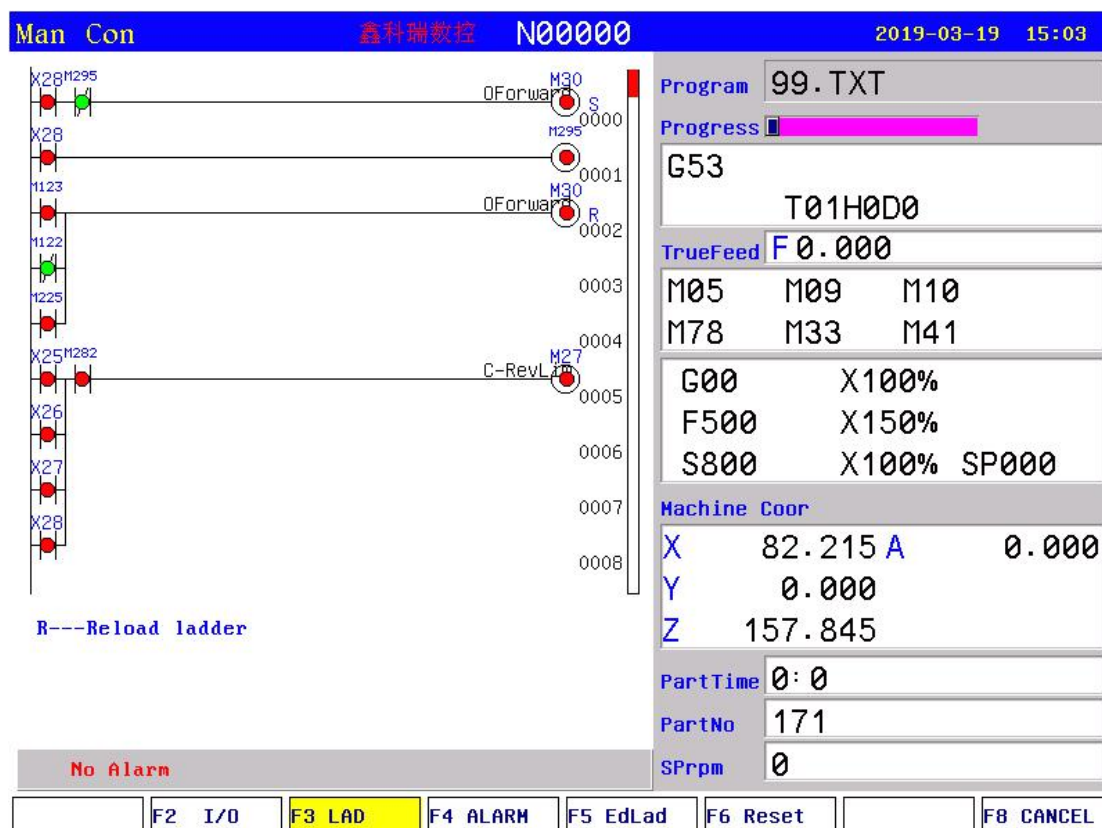 Man Con 鑫科瑞数控 N00000 2019-03-19 15:03
X28 M295 OForward M30 S
0000
X28 M295
0001
M123 OForward M30 R
0002
M122
0003
M225
0004
X25 M282 C-RevLim M27
0005
X26
0006
X27
0007
X28
0008
R---Reload ladder
No Alarm
Program 99.TXT
Progress
G53
T01H0D0
TrueFeed F 0.000
M05 M09 M10
M78 M33 M41
G00 X100%
F500 X150%
S800 X100% SP000
Machine Coor
X 82.215 A 0.000
Y 0.000
Z 157.845
PartTime 0:0
PartNo 171
SPrpm 0
F2 I/O F3 LAD F4 ALARM F5 EdLad F6 Reset F8 CANCEL